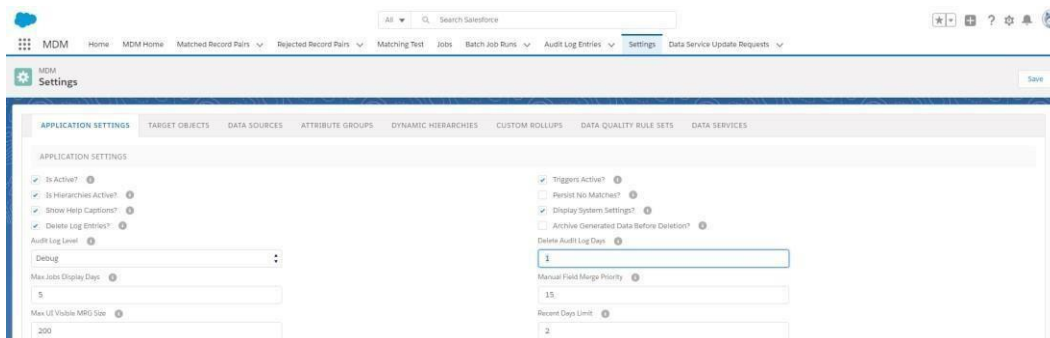 All
Search Salesforce
MDM Home MDM Home Matched Record Pairs Rejected Record Pairs Matching Test Jobs Batch Job Runs Audit Log Entries Settings Data Service Update Requests
MDM
Settings
Save
APPLICATION SETTINGS TARGET OBJECTS DATA SOURCES ATTRIBUTE GROUPS DYNAMIC HIERARCHIES CUSTOM ROLLUPS DATA QUALITY RULE SETS DATA SERVICES
APPLICATION SETTINGS
Is Active? Triggers Active?
Is Hierarchies Active? Persist No Matches?
Show Help Captions? Display System Settings?
Delete Log Entries? Archive Generated Data Before Deletion?
Audit Log Level Delete Audit Log Days
Debug 1
Max Jobs Display Days Manual Field Merge Priority
5 15
Max UI Visible MRG Size Recent Days Limit
200 2